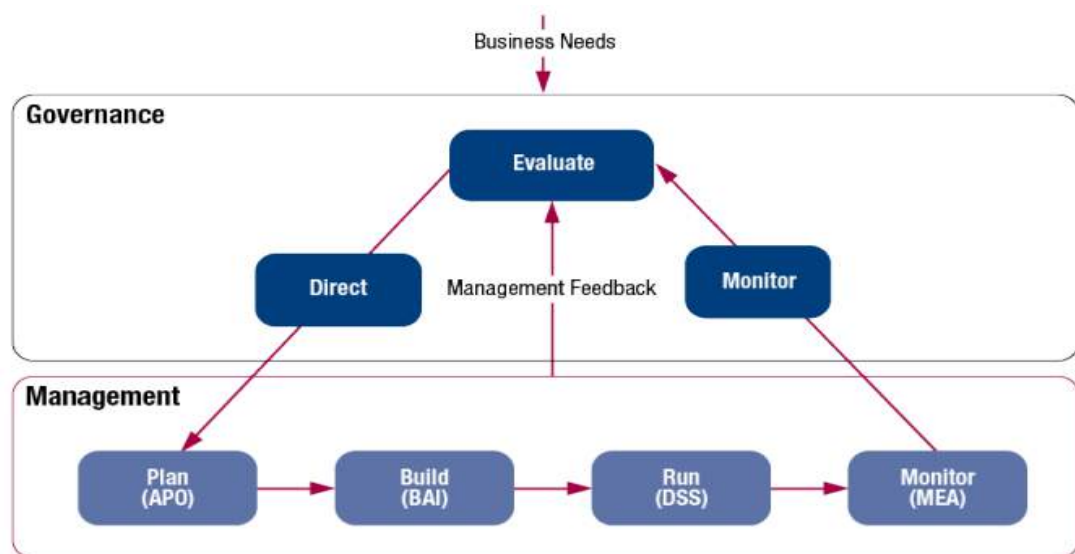 Business Needs
Governance
Evaluate
Direct
Management Feedback
Monitor
Management
Plan
(APO)
Build
(BAI)
Run
(DSS)
Monitor
(MEA)